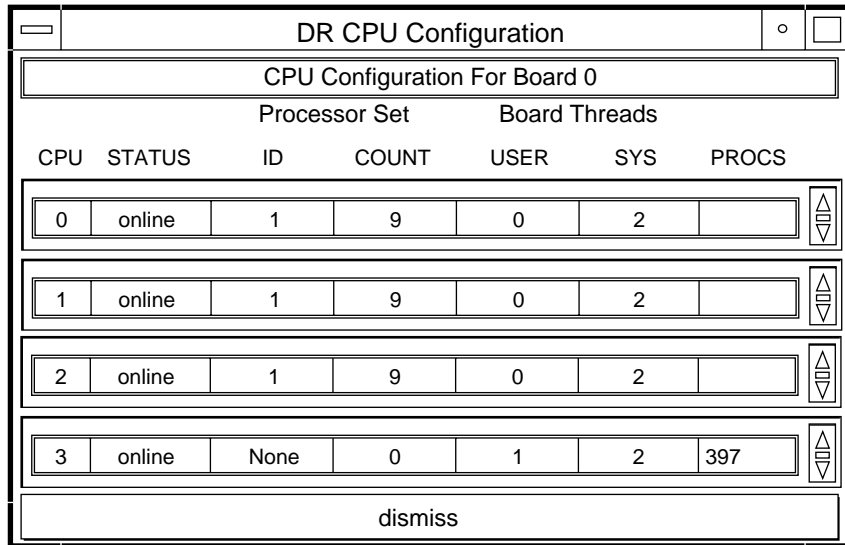 DR CPU Configuration
CPU Configuration For Board 0
Processor Set Board Threads
CPU STATUS ID COUNT USER SYS PROCS
0 online 1 9 0 2
1 online 1 9 0 2
2 online 1 9 0 2
3 online None 0 1 2 397
dismiss